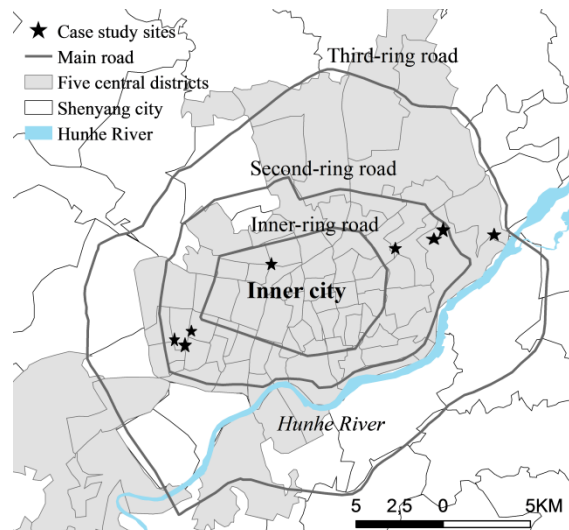 Case study sites
Main road
Five central districts
Shenyang city
Hunhe River
Third-ring road
Second-ring road
Inner-ring road
Inner city
Hunhe River
5 2.5 0 5KM